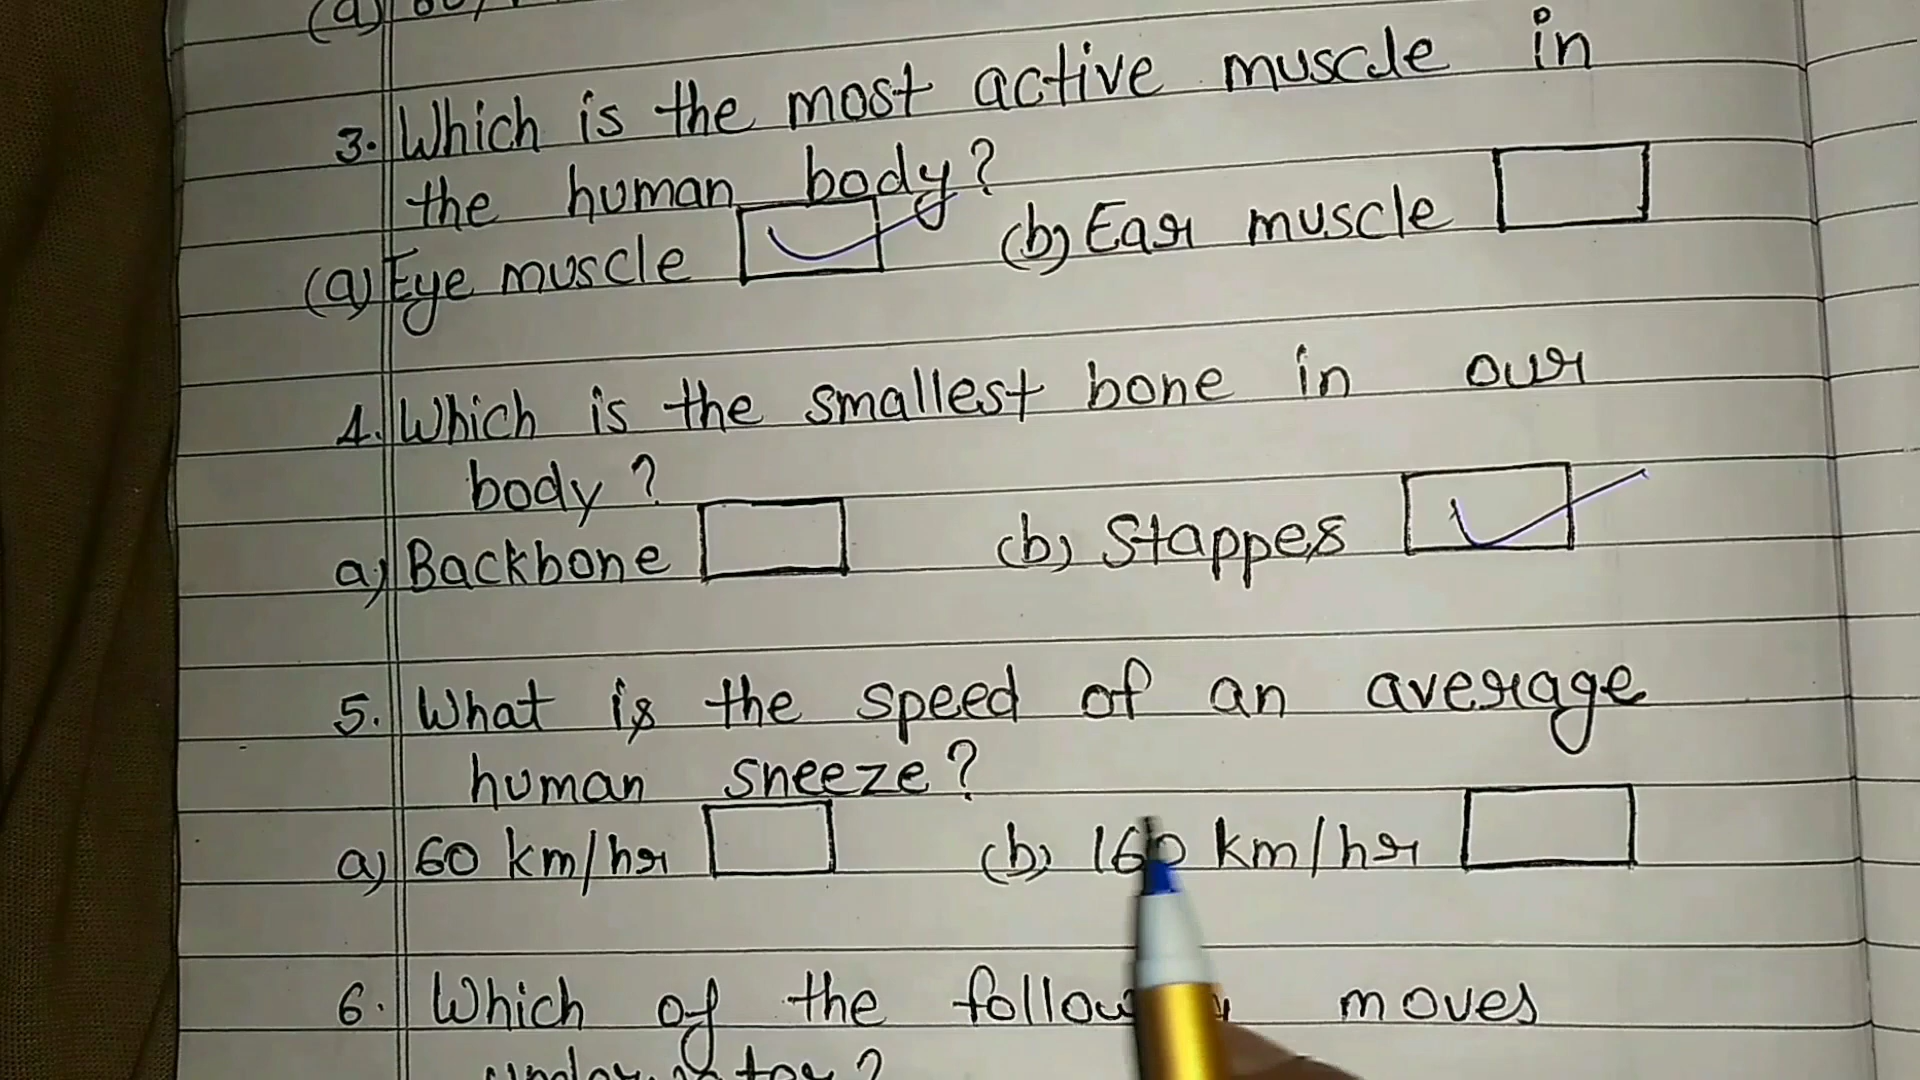 3. Which is the most active muscle in
the human body?
(a) Eye muscle (b) Ear muscle
4. Which is the smallest bone in our
body?
a) Backbone (b) Stappes
5. What is the speed of an average
human sneeze?
a) 60 km/hr (b) 160 km/hr
6. Which of the moves